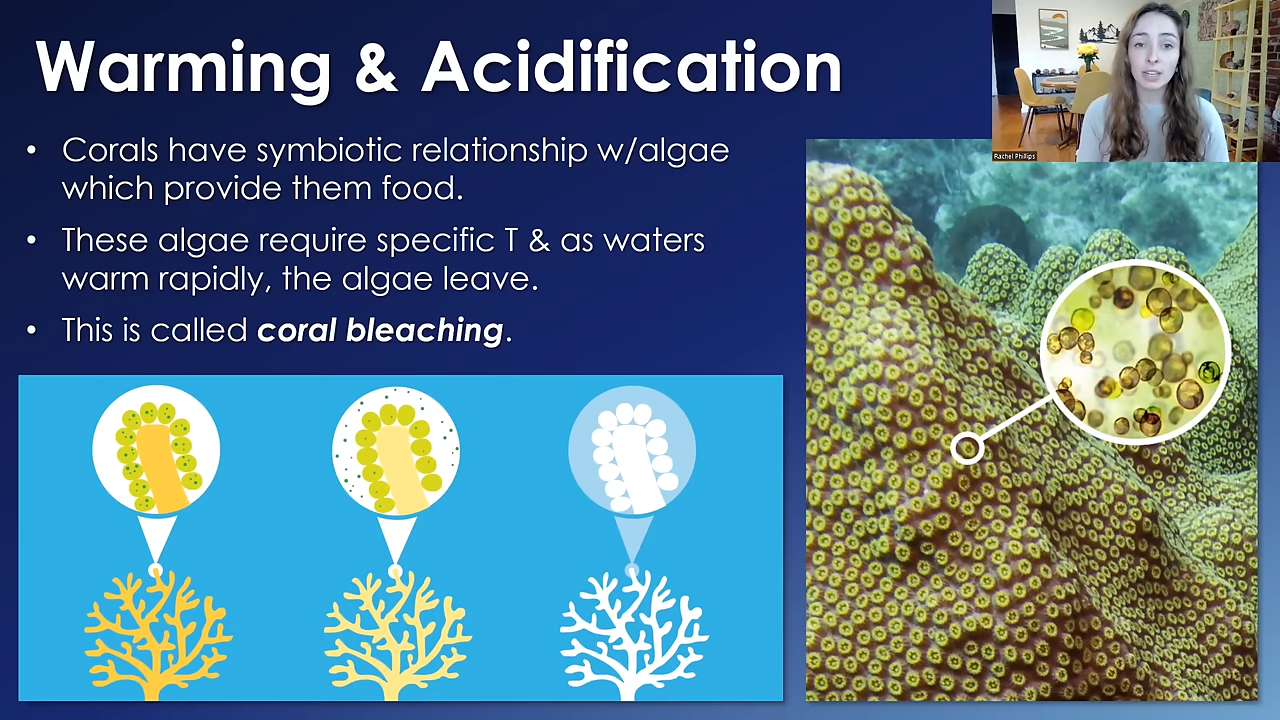 Warming & Acidification
• Corals have symbiotic relationship w/algae
which provide them food.
• These algae require specific T & as waters
warm rapidly, the algae leave.
• This is called coral bleaching.
Rachel Phillips